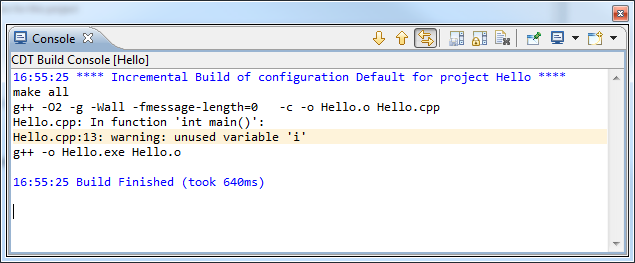 Console
CDT Build Console [Hello]
16:55:25 **** Incremental Build of configuration Default for project Hello ****
make all
g++ -O2 -g -Wall -fmessage-length=0   -c -o Hello.o Hello.cpp
Hello.cpp: In function 'int main()':
Hello.cpp:13: warning: unused variable 'i'
g++ -o Hello.exe Hello.o
16:55:25 Build Finished (took 640ms)